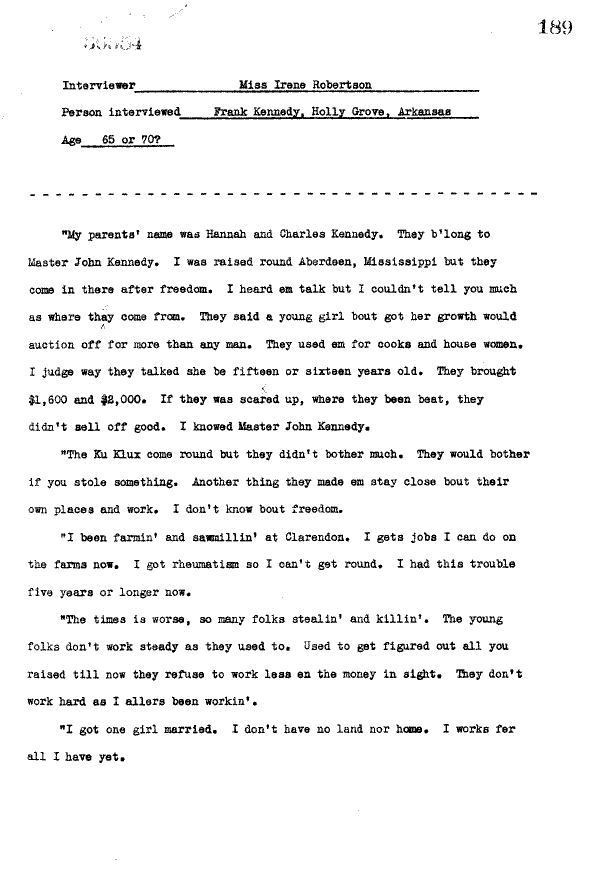 189
Interviewer Miss Irene Robertson
Person interviewed Frank Kennedy, Holly Grove, Arkansas
Age 65 or 70?
"My parents' name was Hannah and Charles Kennedy. They b'long to
Master John Kennedy. I was raised round Aberdeen, Mississippi but they
come in there after freedom. I heard em talk but I couldn't tell you much
as where they come from. They said a young girl bout got her growth would
auction off for more than any man. They used em for cooks and house women.
I judge way they talked she be fifteen or sixteen years old. They brought
$1,600 and $2,000. If they was scared up, where they been beat, they
didn't sell off good. I knowed Master John Kennedy.
"The Ku Klux come round but they didn't bother much. They would bother
if you stole something. Another thing they made em stay close bout their
own places and work. I don't know bout freedom.
"I been farmin' and sawmillin' at Clarendon. I gets jobs I can do on
the farms now. I got rheumatism so I can't get round. I had this trouble
five years or longer now.
"The times is worse, so many folks stealin' and killin'. The young
folks don't work steady as they used to. Used to get figured out all you
raised till now they refuse to work less en the money in sight. They don't
work hard as I allers been workin'.
"I got one girl married. I don't have no land nor home. I works fer
all I have yet.